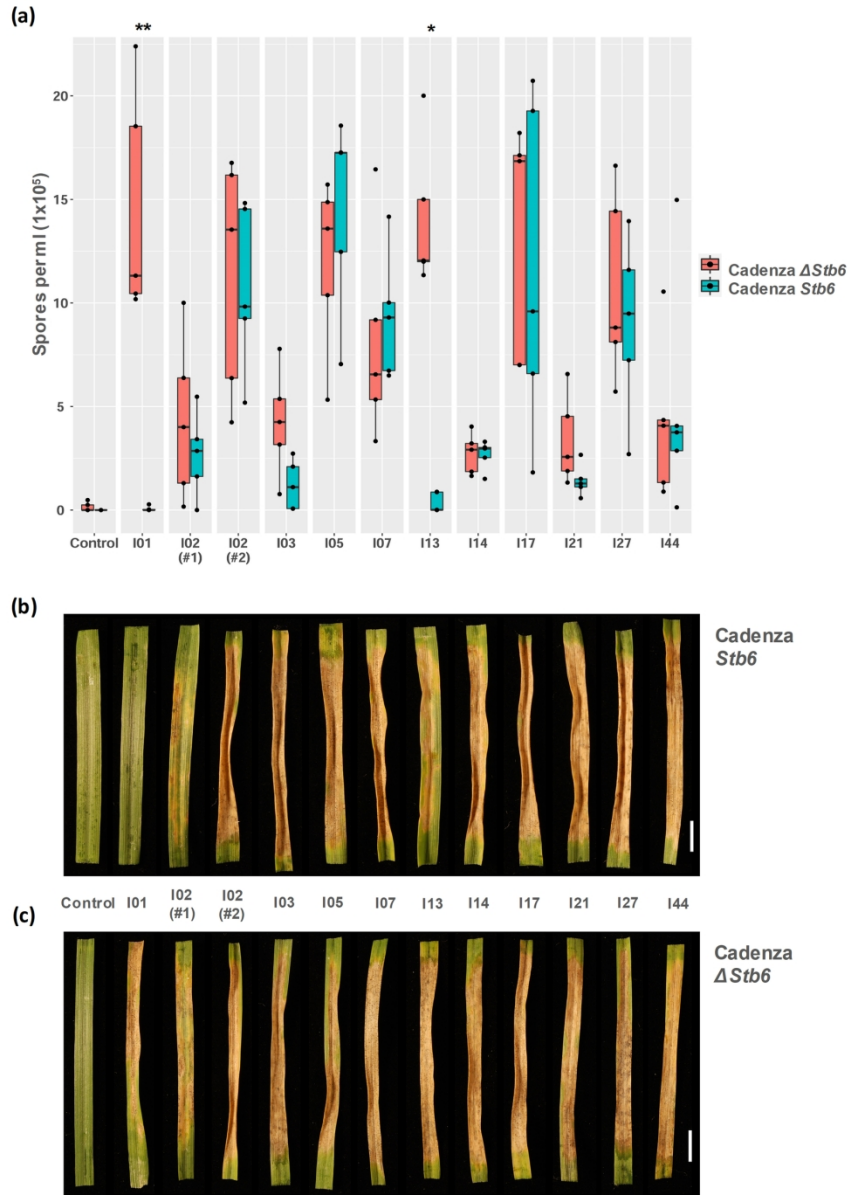 (a)
** *
Spores per ml (1x10⁵)
20
15
10
5
0
Control I01 I02 I02 I03 I05 I07 I13 I14 I17 I21 I27 I44
(#1) (#2)
Cadenza ΔStb6
Cadenza Stb6
(b)
Cadenza
Stb6
Control I01 I02 I02 I03 I05 I07 I13 I14 I17 I21 I27 I44
(#1) (#2)
(c)
Cadenza
ΔStb6